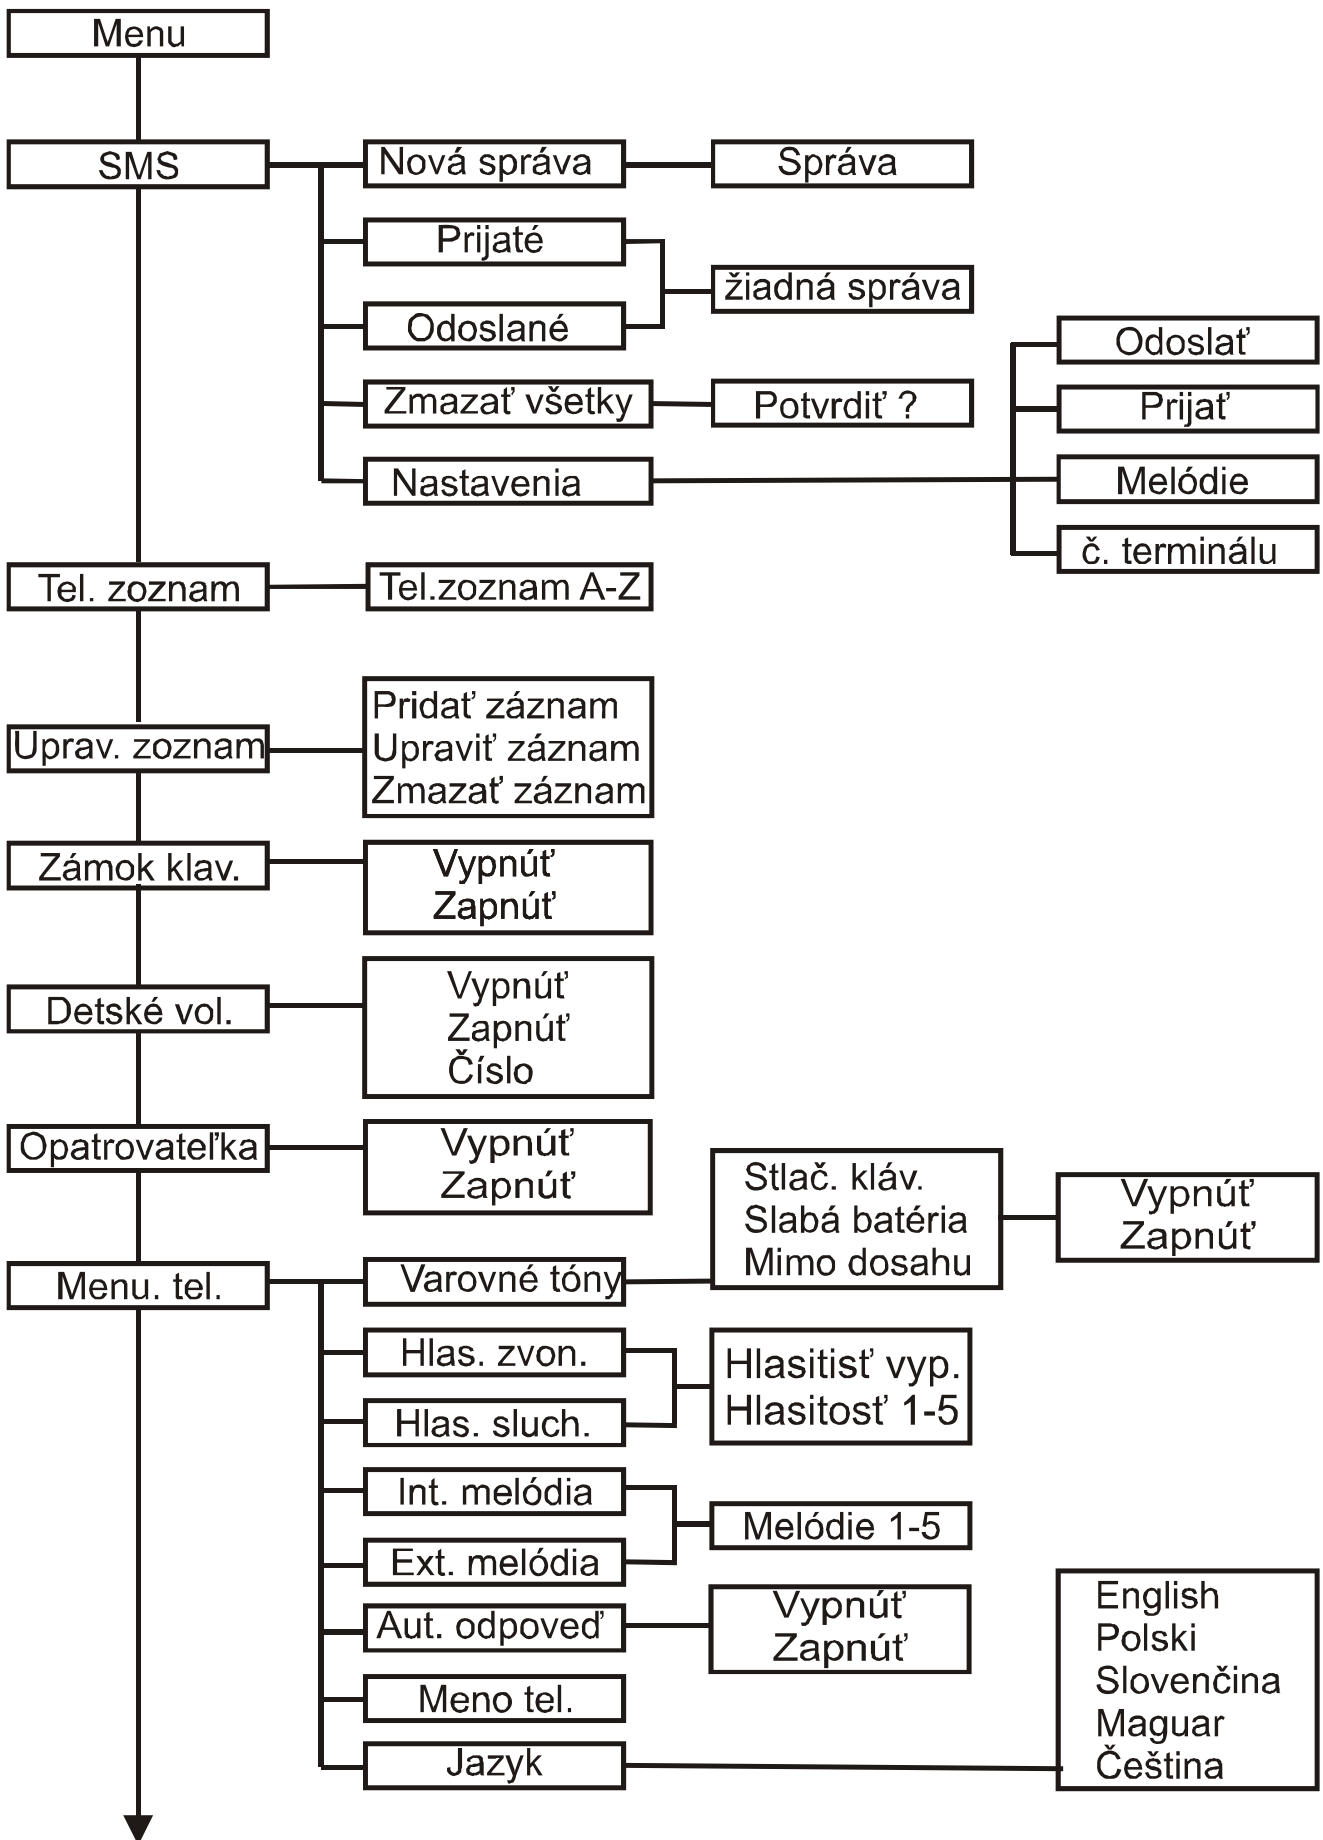 Menu
SMS
Nová správa
Správa
Prijaté
Odoslané
žiadná správa
Zmazať všetky
Potvrdiť ?
Nastavenia
Odoslať
Prijať
Melódie
č. terminálu
Tel. zoznam
Tel.zoznam A-Z
Uprav. zoznam
Pridať záznam
Upraviť záznam
Zmazať záznam
Zámok klav.
Vypnúť
Zapnúť
Detské vol.
Vypnúť
Zapnúť
Číslo
Opatrovateľka
Vypnúť
Zapnúť
Menu. tel.
Varovné tóny
Stlač. kláv.
Slabá batéria
Mimo dosahu
Vypnúť
Zapnúť
Hlas. zvon.
Hlas. sluch.
Hlasitisť vyp.
Hlasitosť 1-5
Int. melódia
Ext. melódia
Melódie 1-5
Aut. odpoveď
Vypnúť
Zapnúť
Meno tel.
Jazyk
English
Polski
Slovenčina
Maguar
Čeština